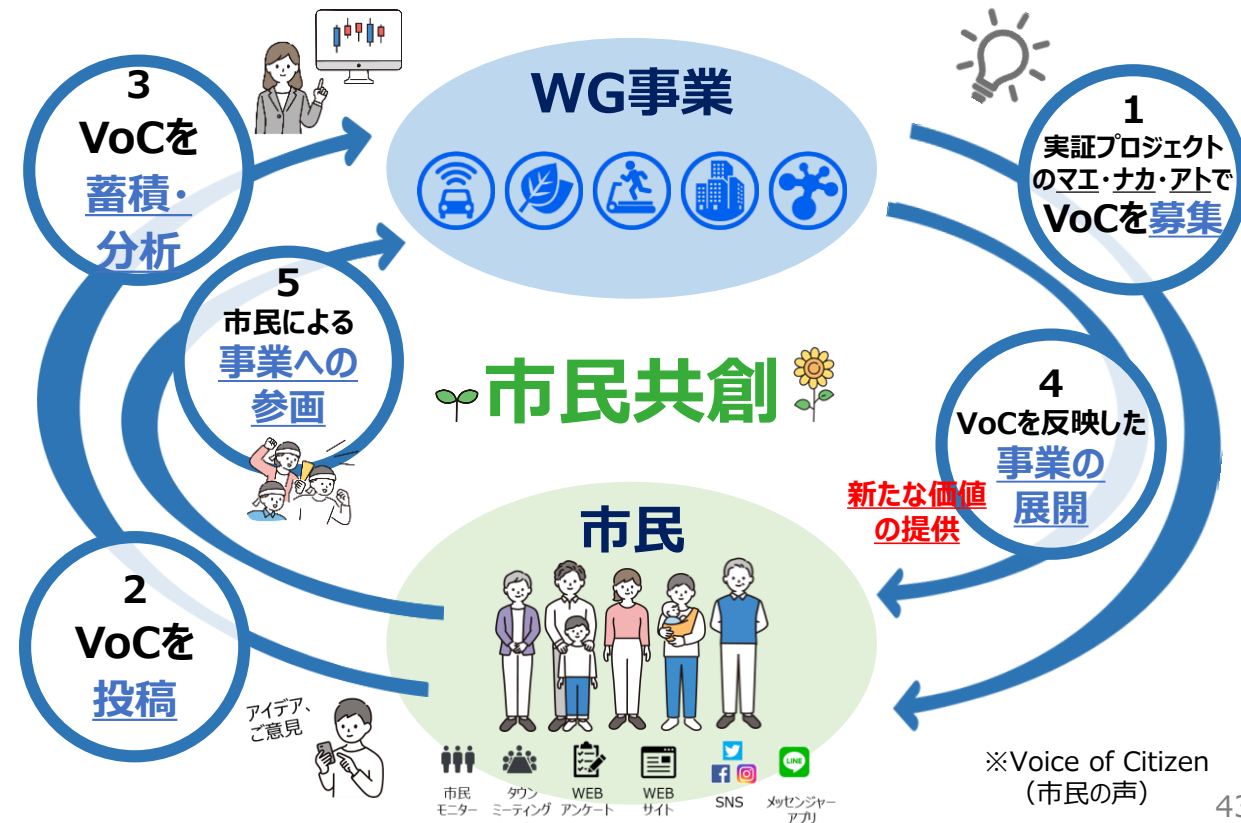 WG事業
1
実証プロジェクト
のマエ・ナカ・アトで
VoCを募集
3
VoCを
蓄積・
分析
5
市民による
事業への
参画
市民共創
4
VoCを反映した
事業の
展開
新たな価値
の提供
2
VoCを
投稿
アイデア、
ご意見
市民
市民
モニター
タウン
ミーティング
WEB
アンケート
WEB
サイト
SNS
LINE
メッセンジャー
アプリ
※Voice of Citizen
（市民の声）
43